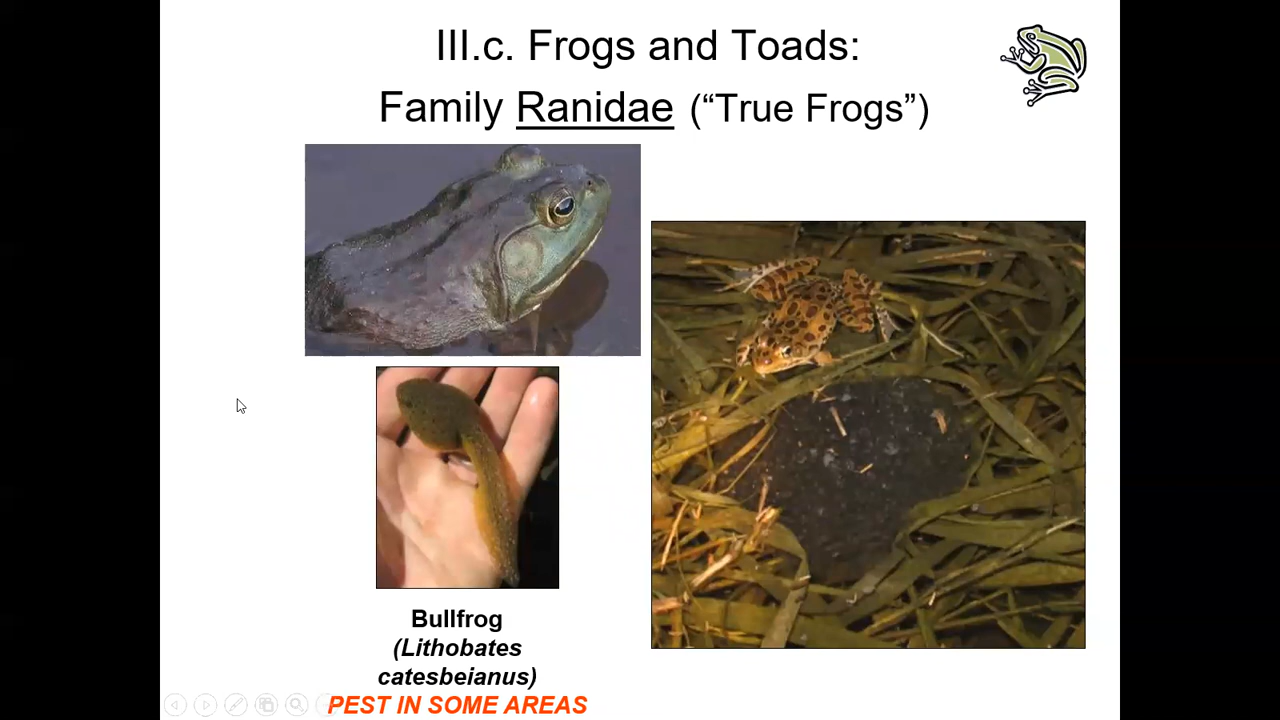 III.c. Frogs and Toads:
Family Ranidae (“True Frogs”)
Bullfrog
(Lithobates
catesbeianus)
PEST IN SOME AREAS